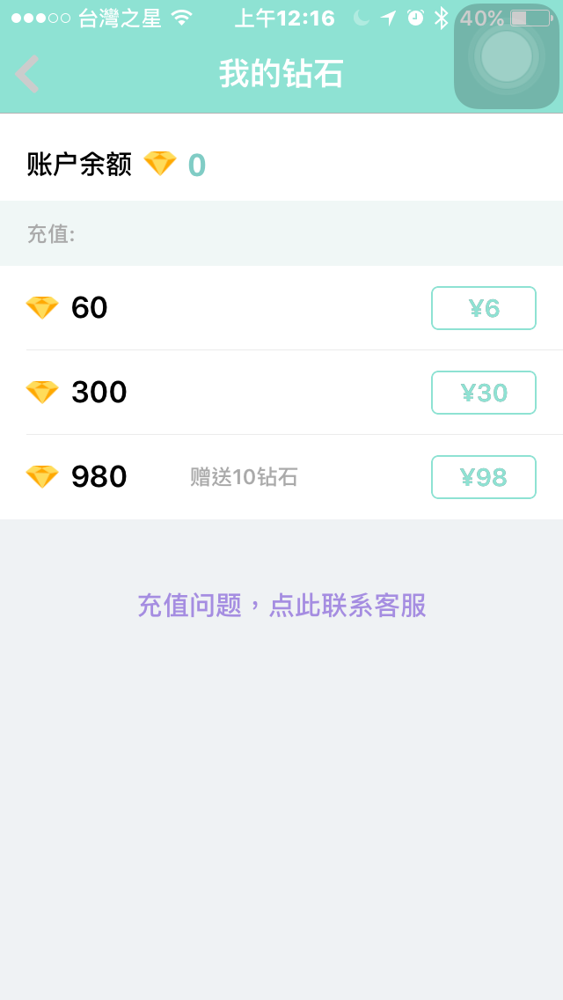 台灣之星 上午12:16 40%
我的钻石
账户余额 0
充值:
60 ¥6
300 ¥30
980 赠送10钻石 ¥98
充值问题，点此联系客服